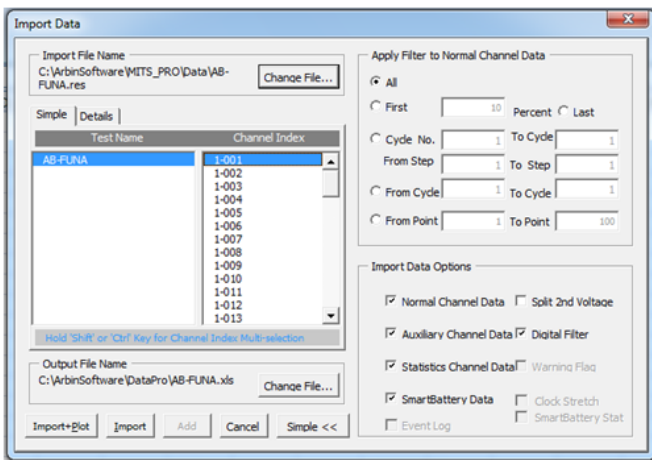 Import Data
Import File Name
C:\ArbinSoftware\MITS_PRO\Data\AB-
FUNA.res
Change File...
Simple
Details
Test Name
Channel Index
AB-FUNA
1-001
1-002
1-003
1-004
1-005
1-006
1-007
1-008
1-009
1-010
1-011
1-012
1-013
Hold 'Shift' or 'Ctrl' Key for Channel Index Multi-selection
Output File Name
C:\ArbinSoftware\DataPro\AB-FUNA.xls
Change File...
Import+Plot
Import
Add
Cancel
Simple <<
Apply Filter to Normal Channel Data
All
First 10 Percent Last
Cycle No. 1 To Cycle 1
From Step 1 To Step 1
From Cycle 1 To Cycle 1
From Point 1 To Point 100
Import Data Options
Normal Channel Data Split 2nd Voltage
Auxiliary Channel Data Digital Filter
Statistics Channel Data Warning Flag
SmartBattery Data Clock Stretch
SmartBattery Stat
Event Log